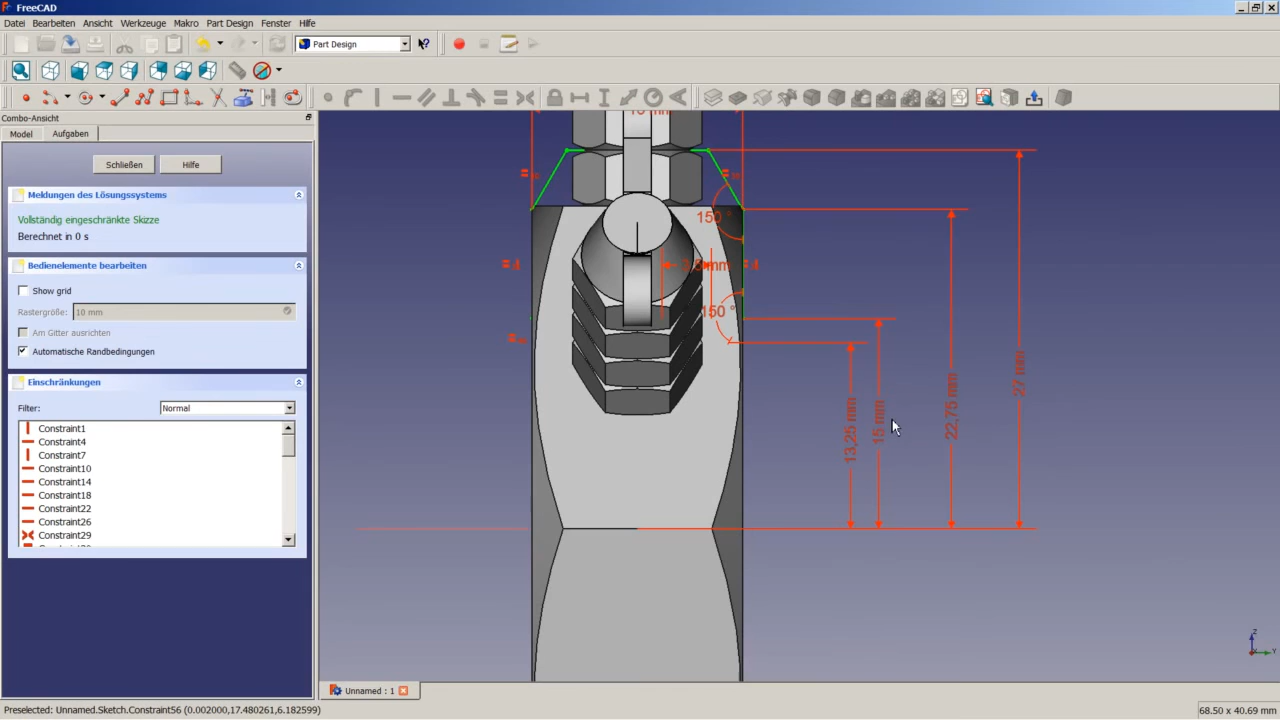 FreeCAD
Datei Bearbeiten Ansicht Werkzeuge Makro Part Design Fenster Hilfe
Part Design
Combo-Ansicht
Model Aufgaben
Schließen Hilfe
Meldungen des Lösungssystems
Vollständig eingeschränkte Skizze
Berechnet in 0 s
Bedienelemente bearbeiten
Show grid
Rastergröße: 10 mm
Am Gitter ausrichten
Automatische Randbedingungen
Einschränkungen
Filter: Normal
Constraint1
Constraint4
Constraint7
Constraint10
Constraint14
Constraint18
Constraint22
Constraint26
Constraint29
150 °
150 °
13,25 mm
15 mm
22,75 mm
27 mm
Z
Y
Unnamed : 1
Preselected: Unnamed.Sketch.Constraint56 (0.002000,17.480261,6.182599)
68.50 x 40.69 mm